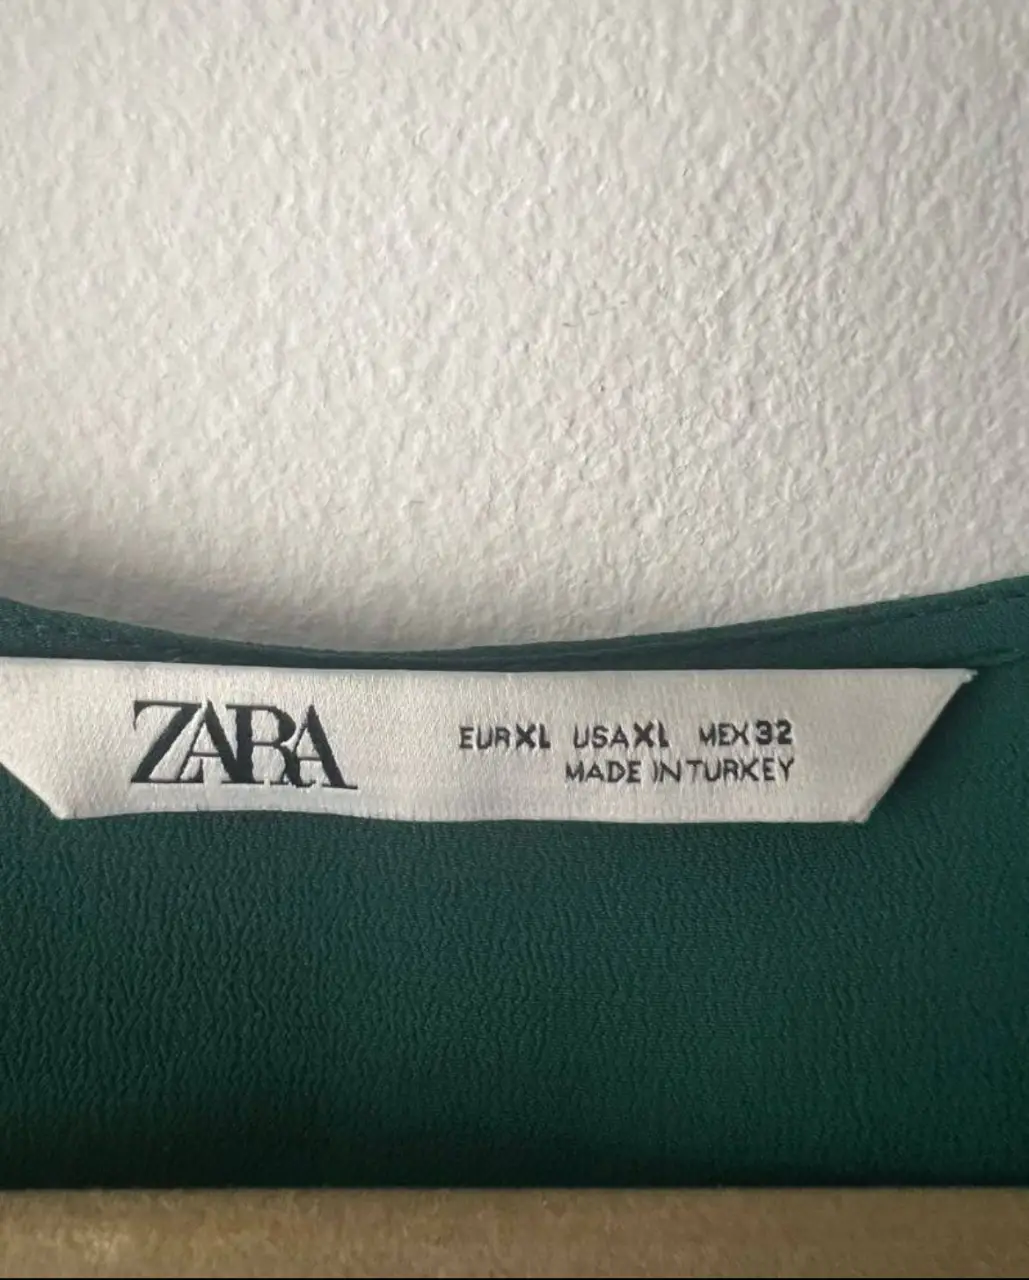 ZARA
EUR XL USA XL MEX 32
MADE IN TURKEY